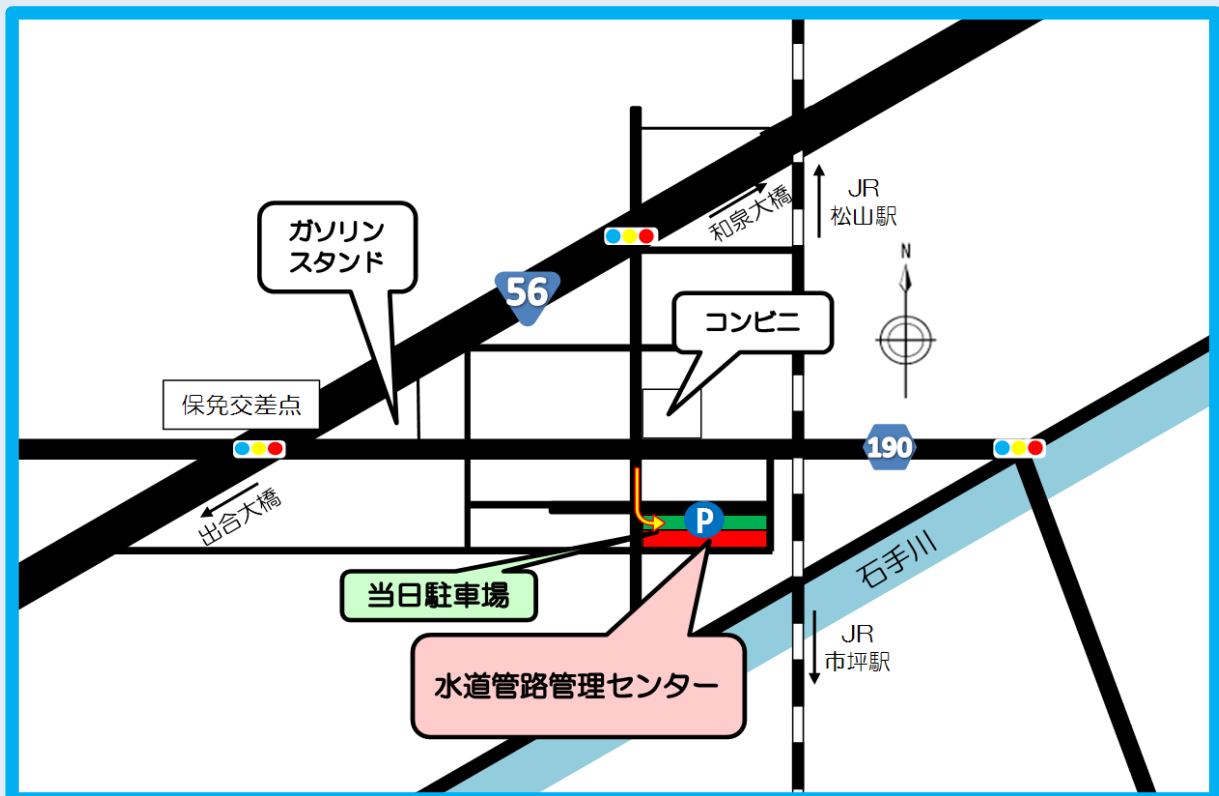 JR
松山駅
和泉大橋
ガソリン
スタンド
N
56
コンビニ
保免交差点
190
出合大橋
P
石手川
当日駐車場
JR
市坪駅
水道管路管理センター